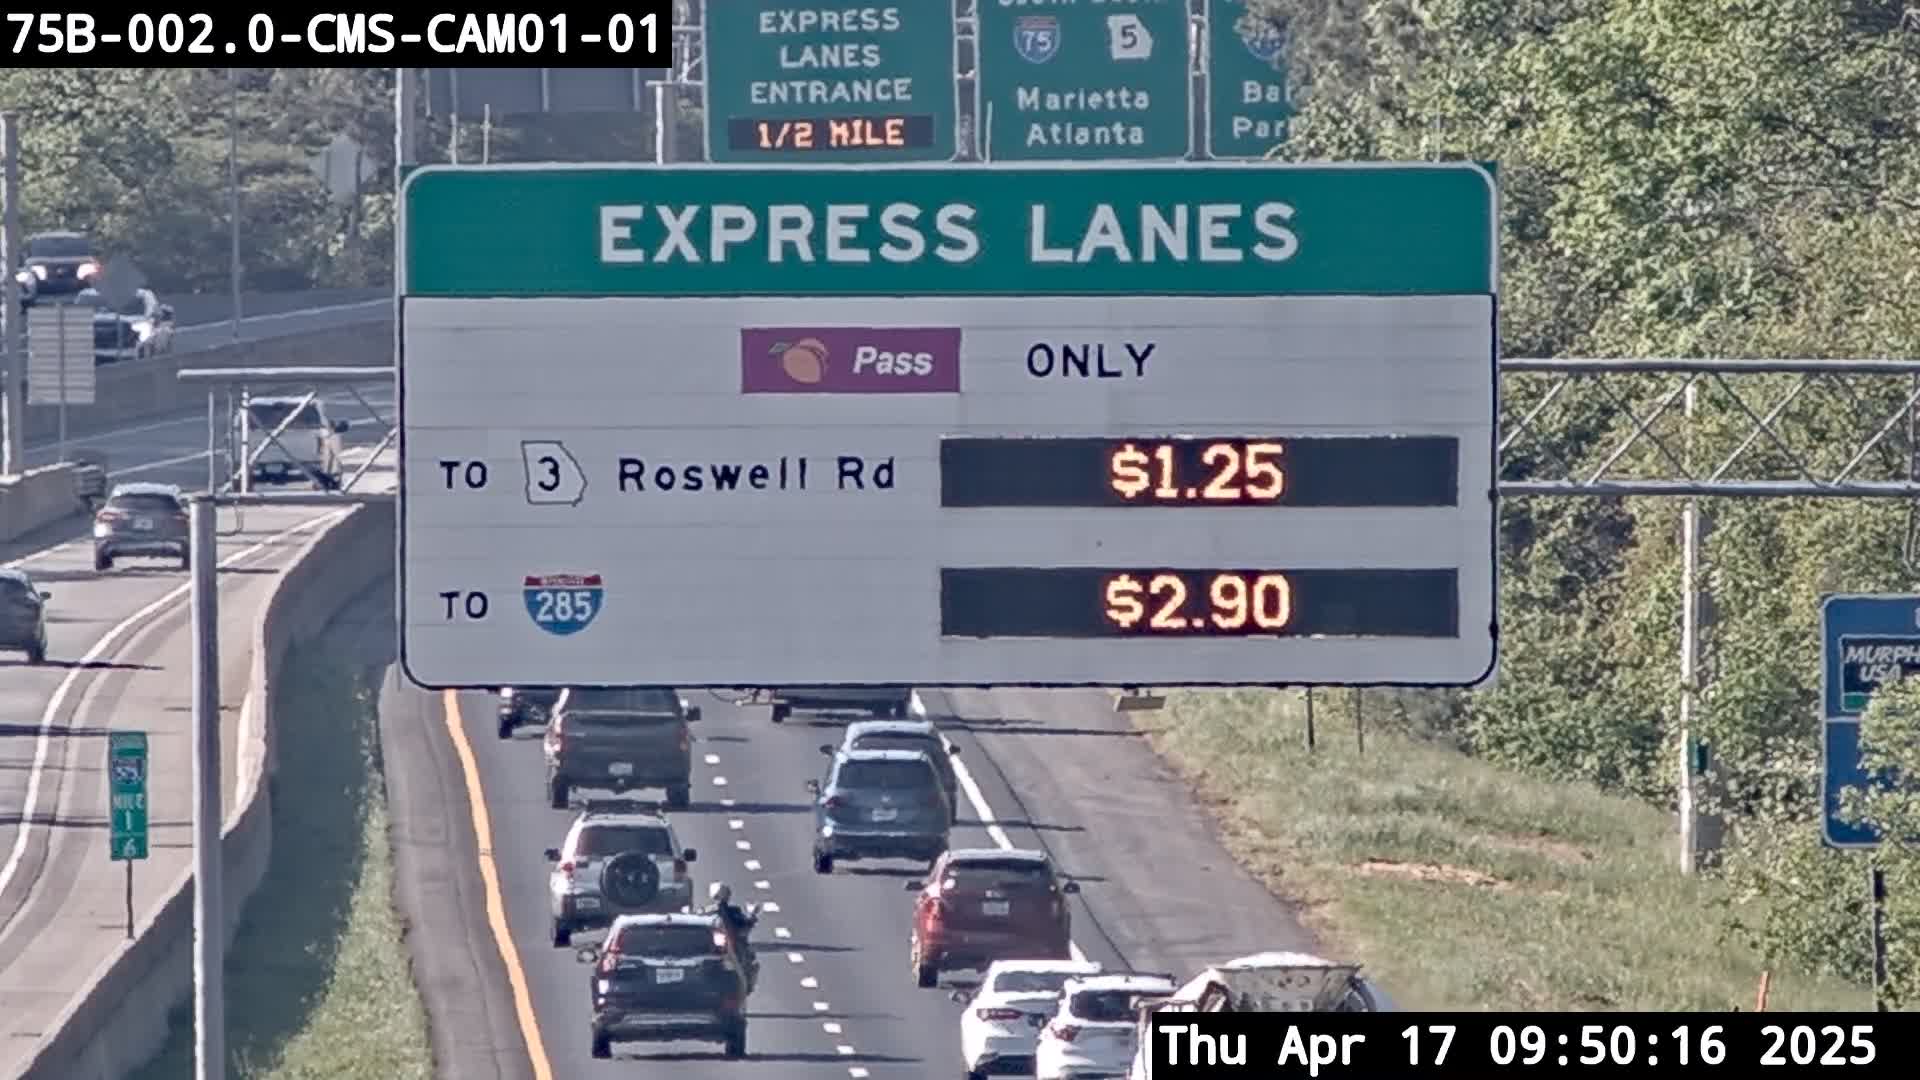 75B-002.0-CMS-CAM01-01
EXPRESS
LANES
ENTRANCE
1/2 MILE
75 5
Marietta
Atlanta
EXPRESS LANES
Pass ONLY
TO 3 Roswell Rd $1.25
TO 285 $2.90
MILE
1
6
MURPH
USA
Thu Apr 17 09:50:16 2025